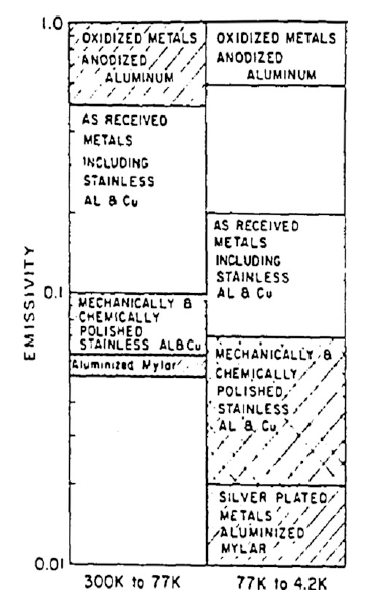 1.0
OXIDIZED METALS
ANODIZED
ALUMINUM
AS RECEIVED
METALS
INCLUDING
STAINLESS
AL & Cu
MECHANICALLY &
CHEMICALLY
POLISHED
STAINLESS AL&Cu
Aluminized Mylar
OXIDIZED METALS
ANODIZED
ALUMINUM
AS RECEIVED
METALS
INCLUDING
STAINLESS
AL & Cu
MECHANICALLY &
CHEMICALLY
POLISHED
STAINLESS
AL & Cu
SILVER PLATED
METALS
ALUMINIZED
MYLAR
0.1
EMISSIVITY
0.01
300K to 77K
77K to 4.2K